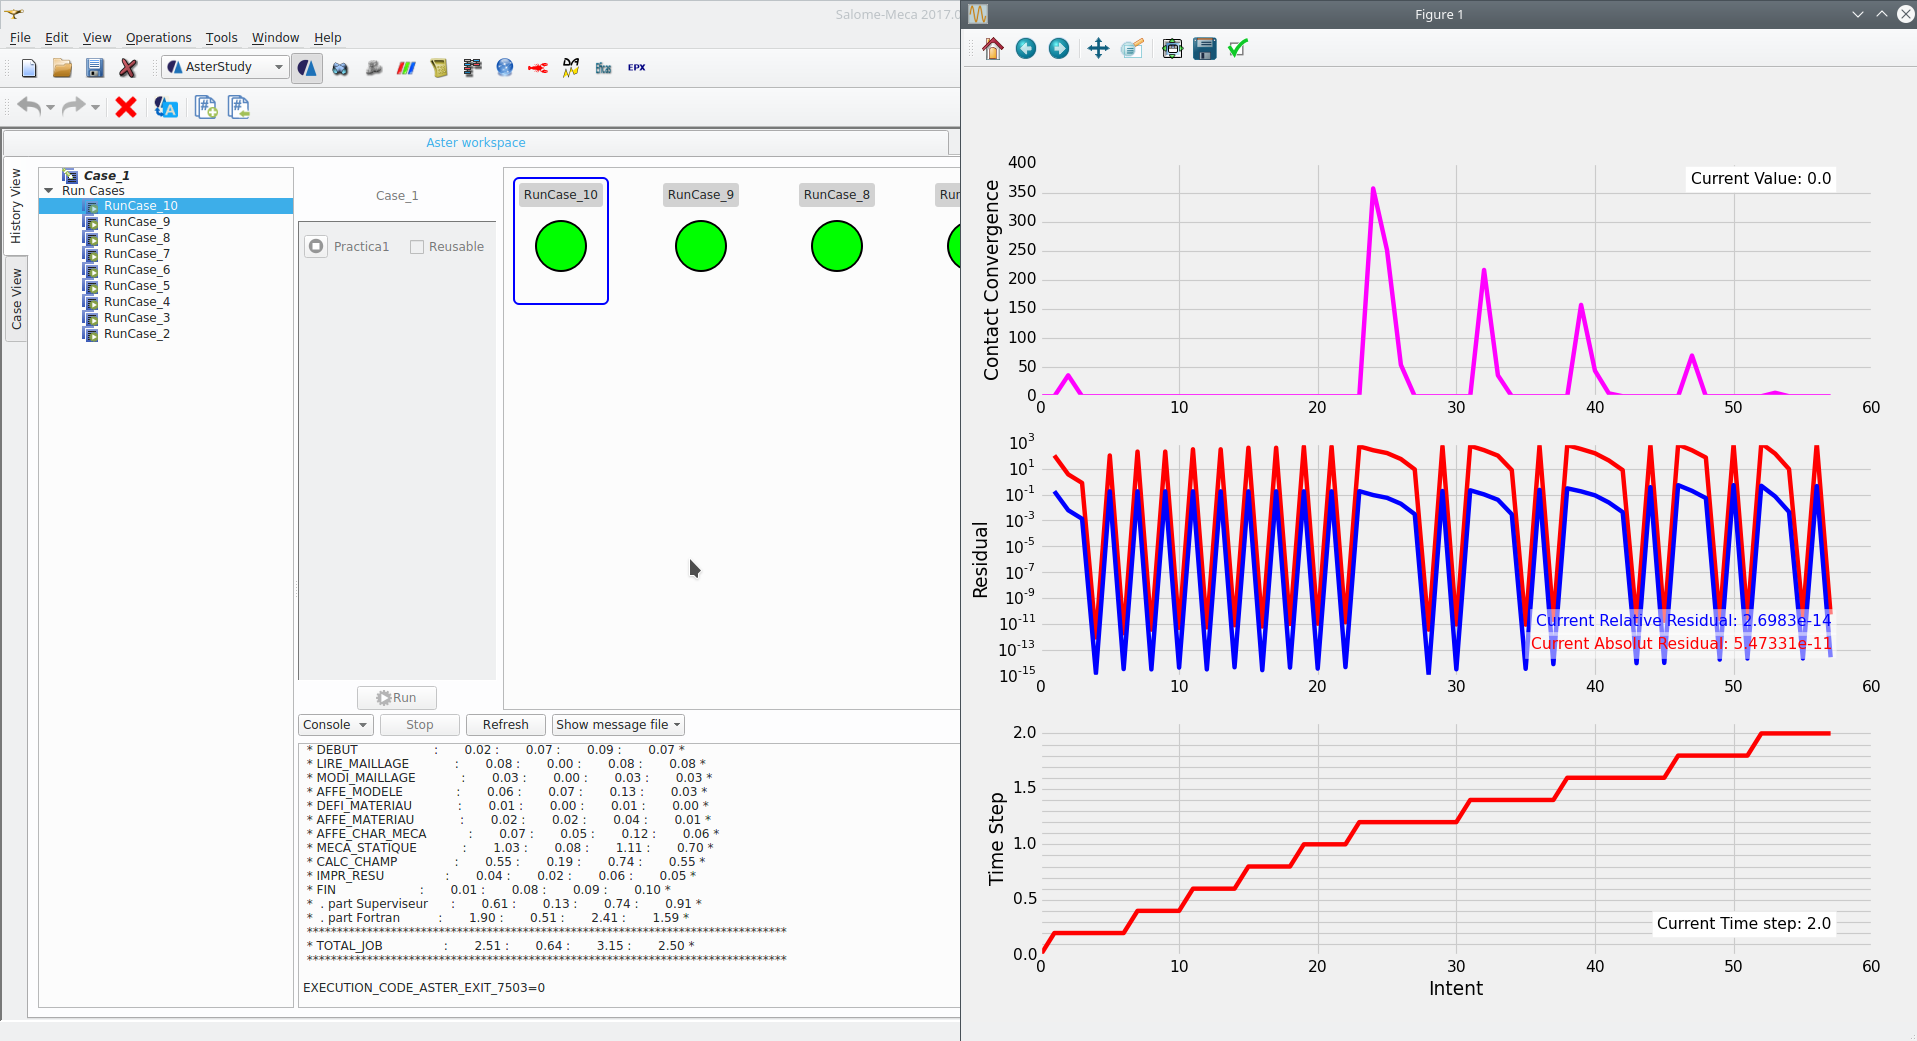 Salome-Meca 2017.0
File Edit View Operations Tools Window Help
AsterStudy
Eficas EPX
Aster workspace
History View
Case View
Case_1
Run Cases
RunCase_10
RunCase_9
RunCase_8
RunCase_7
RunCase_6
RunCase_5
RunCase_4
RunCase_3
RunCase_2
Case_1
Practica1 Reusable
Run
RunCase_10 RunCase_9 RunCase_8 Run
Console Stop Refresh Show message file
* DEBUT : 0.02 : 0.07 : 0.09 : 0.07 *
* LIRE_MAILLAGE : 0.08 : 0.00 : 0.08 : 0.08 *
* MODI_MAILLAGE : 0.03 : 0.00 : 0.03 : 0.03 *
* AFFE_MODELE : 0.06 : 0.07 : 0.13 : 0.03 *
* DEFI_MATERIAU : 0.01 : 0.00 : 0.01 : 0.00 *
* AFFE_MATERIAU : 0.02 : 0.02 : 0.04 : 0.01 *
* AFFE_CHAR_MECA : 0.07 : 0.05 : 0.12 : 0.06 *
* MECA_STATIQUE : 1.03 : 0.08 : 1.11 : 0.70 *
* CALC_CHAMP : 0.55 : 0.19 : 0.74 : 0.55 *
* IMPR_RESU : 0.04 : 0.02 : 0.06 : 0.05 *
* FIN : 0.01 : 0.08 : 0.09 : 0.10 *
* . part Superviseur : 0.61 : 0.13 : 0.74 : 0.91 *
* . part Fortran : 1.90 : 0.51 : 2.41 : 1.59 *
********************************************************************************
* TOTAL_JOB : 2.51 : 0.64 : 3.15 : 2.50 *
********************************************************************************
EXECUTION_CODE_ASTER_EXIT_7503=0
Figure 1
Contact Convergence
400
350
300
250
200
150
100
50
0
Current Value: 0.0
0 10 20 30 40 50 60
Residual
10^3
10^1
10^-1
10^-3
10^-5
10^-7
10^-9
10^-11
10^-13
10^-15
Current Relative Residual: 2.6983e-14
Current Absolut Residual: 5.47331e-11
0 10 20 30 40 50 60
Time Step
2.0
1.5
1.0
0.5
0.0
Current Time step: 2.0
0 10 20 30 40 50 60
Intent